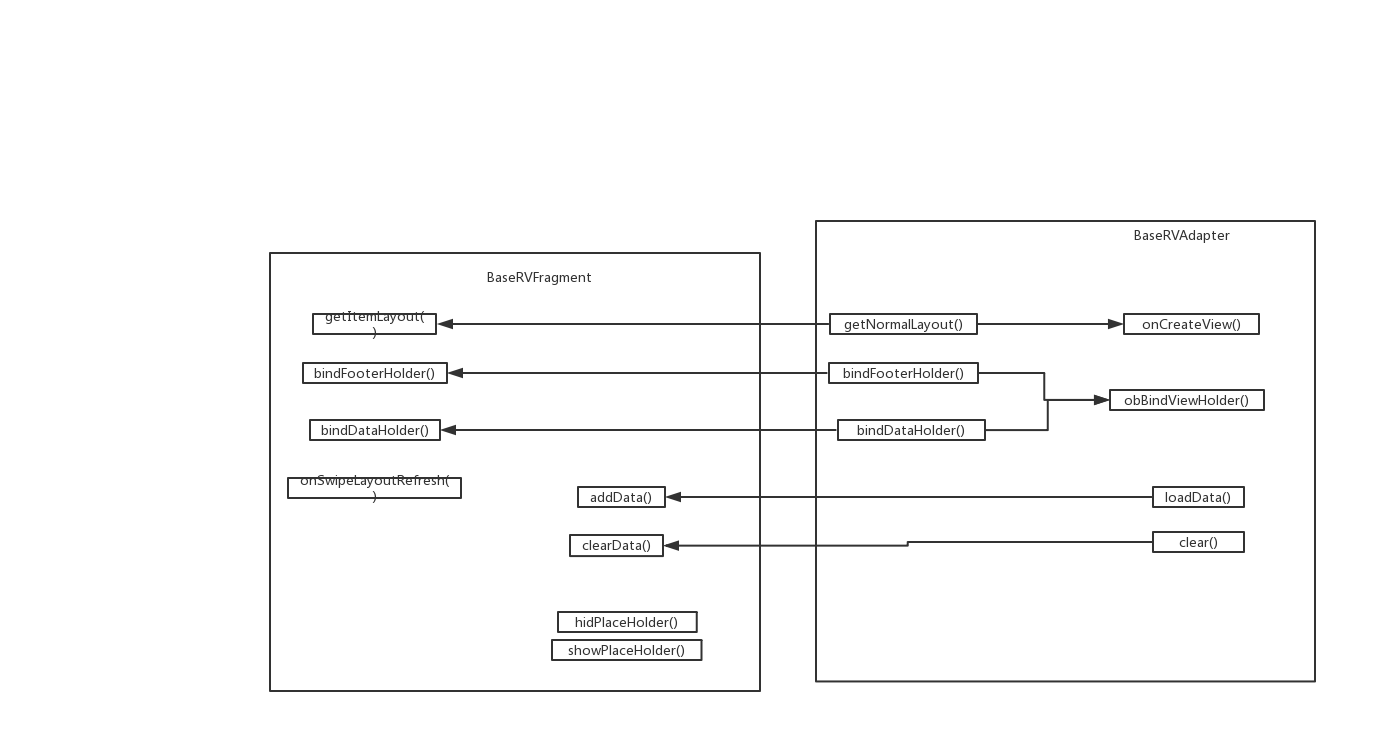 BaseRVFragment
getItemLayout(
)
bindFooterHolder()
bindDataHolder()
onSwipeLayoutRefresh(
)
addData()
clearData()
hidPlaceHolder()
showPlaceHolder()
BaseRVAdapter
getNormalLayout()
onCreateView()
bindFooterHolder()
obBindViewHolder()
bindDataHolder()
loadData()
clear()